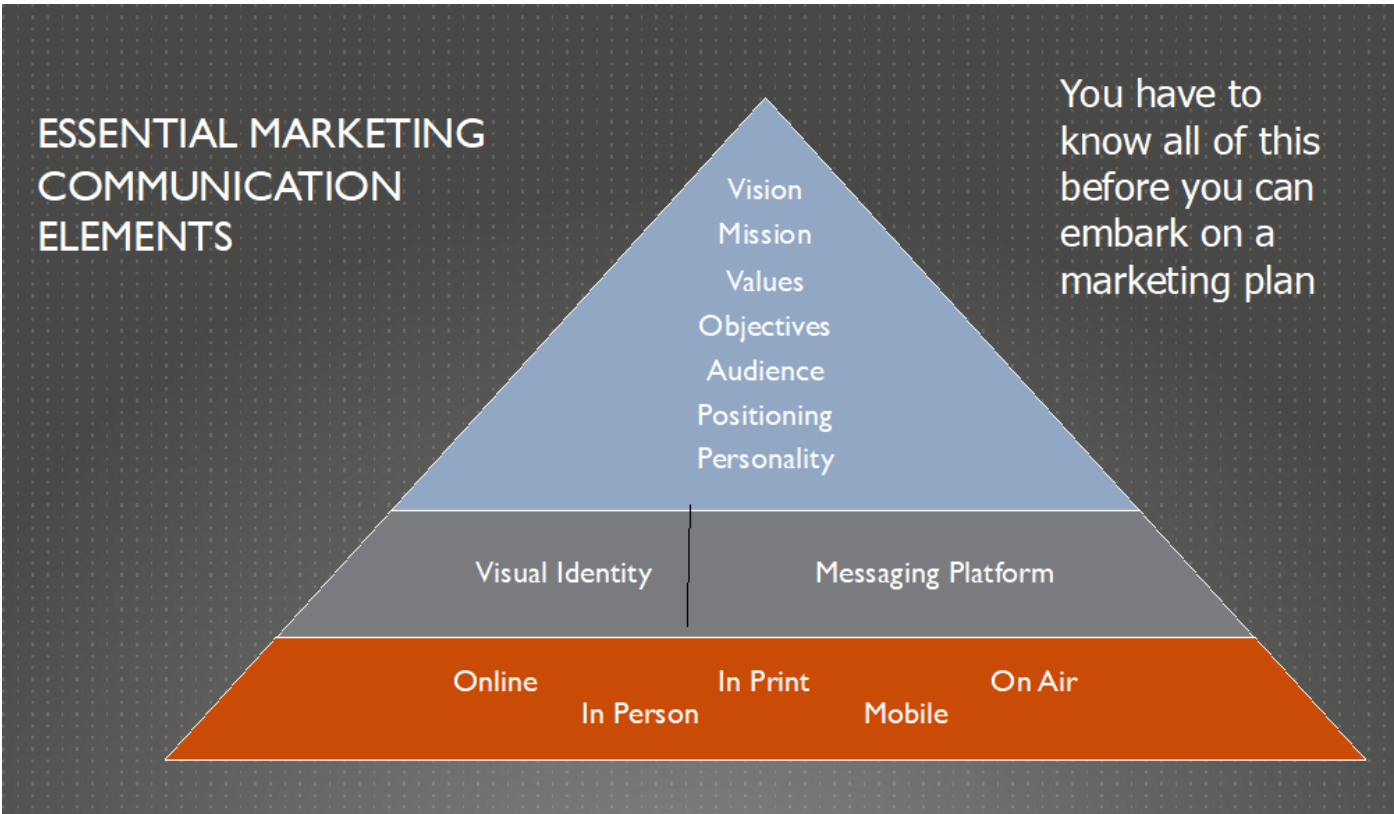 ESSENTIAL MARKETING
COMMUNICATION
ELEMENTS
You have to
know all of this
before you can
embark on a
marketing plan
Vision
Mission
Values
Objectives
Audience
Positioning
Personality
Visual Identity
Messaging Platform
Online
In Print
On Air
In Person
Mobile